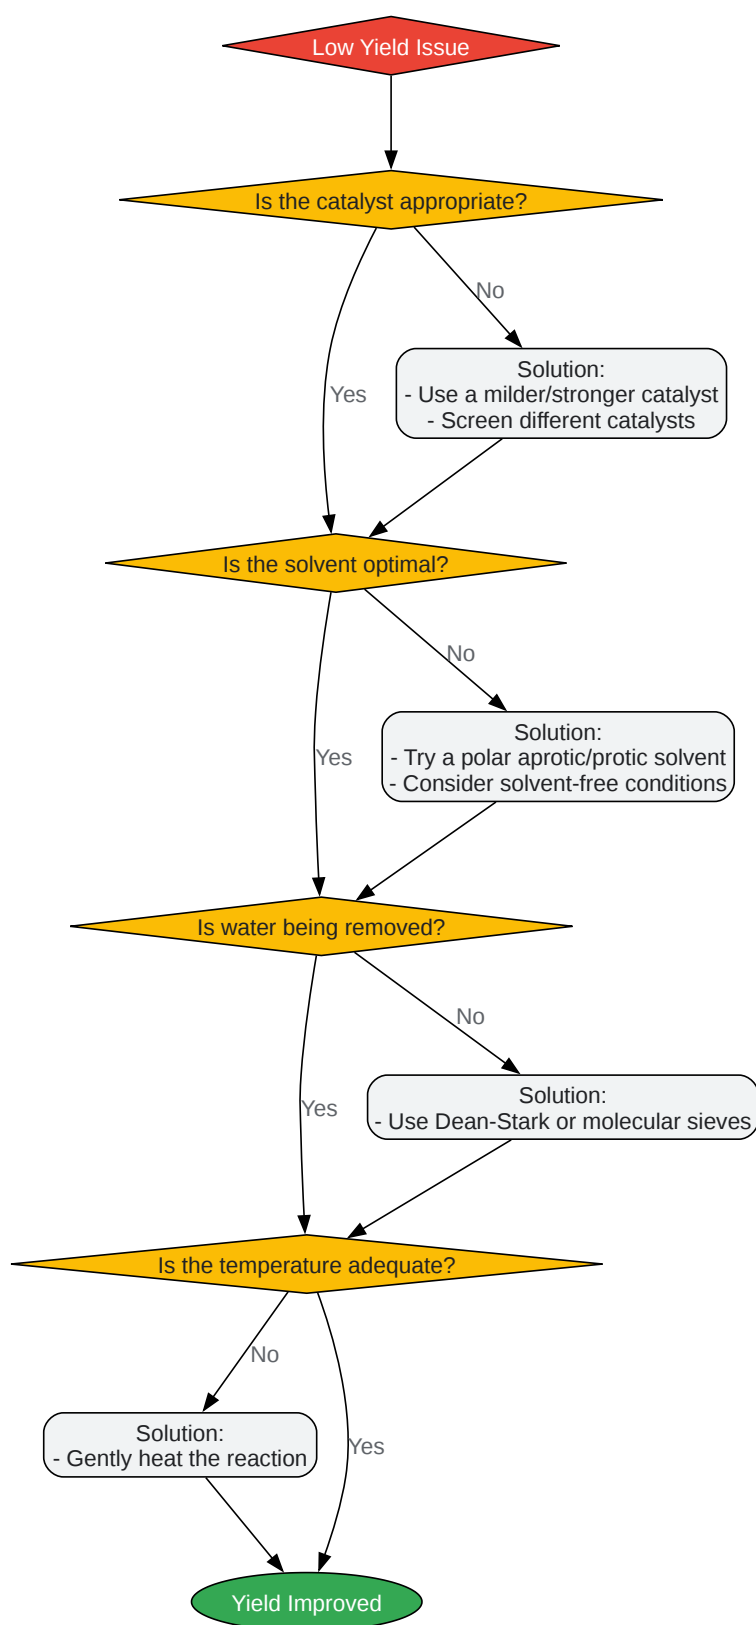 Low Yield Issue
Is the catalyst appropriate?
No
Yes
Solution:
- Use a milder/stronger catalyst
- Screen different catalysts
Is the solvent optimal?
No
Yes
Solution:
- Try a polar aprotic/protic solvent
- Consider solvent-free conditions
Is water being removed?
No
Yes
Solution:
- Use Dean-Stark or molecular sieves
Is the temperature adequate?
No
Yes
Solution:
- Gently heat the reaction
Yield Improved